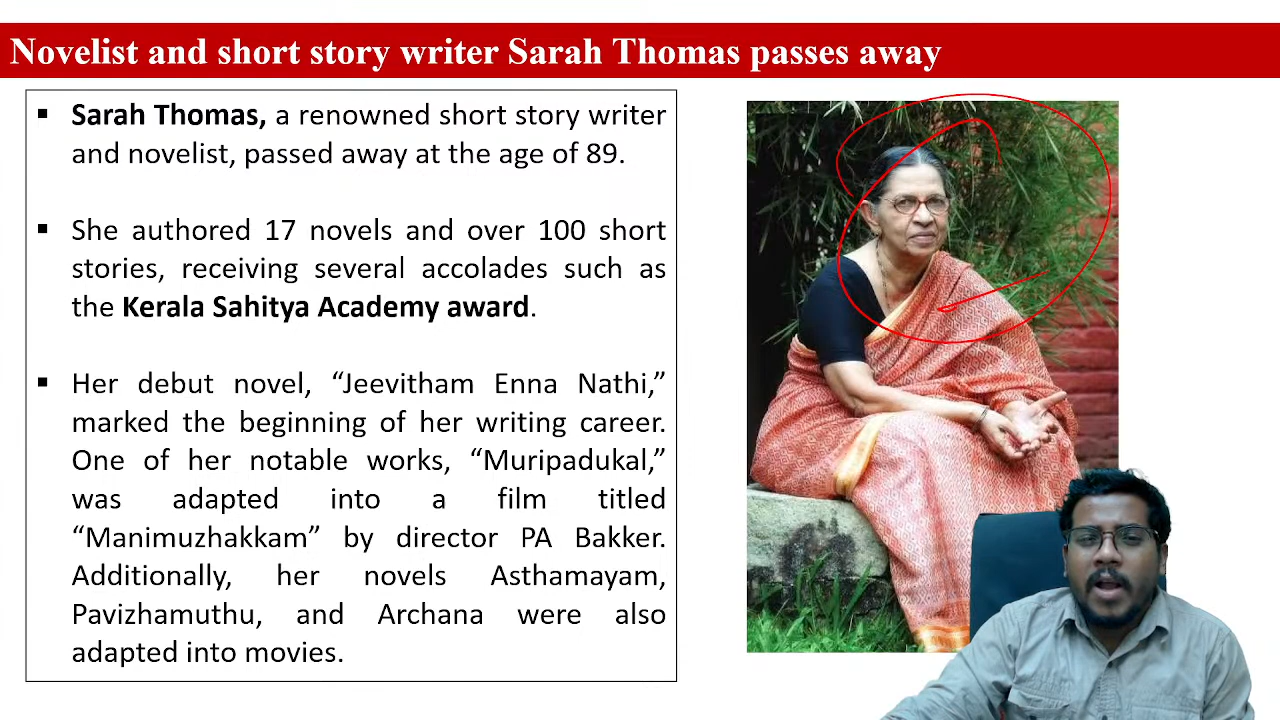 Novelist and short story writer Sarah Thomas passes away
▪ Sarah Thomas, a renowned short story writer
and novelist, passed away at the age of 89.
▪ She authored 17 novels and over 100 short
stories, receiving several accolades such as
the Kerala Sahitya Academy award.
▪ Her debut novel, “Jeevitham Enna Nathi,”
marked the beginning of her writing career.
One of her notable works, “Muripadukal,”
was adapted into a film titled
“Manimuzhakkam” by director PA Bakker.
Additionally, her novels Asthamayam,
Pavizhamuthu, and Archana were also
adapted into movies.